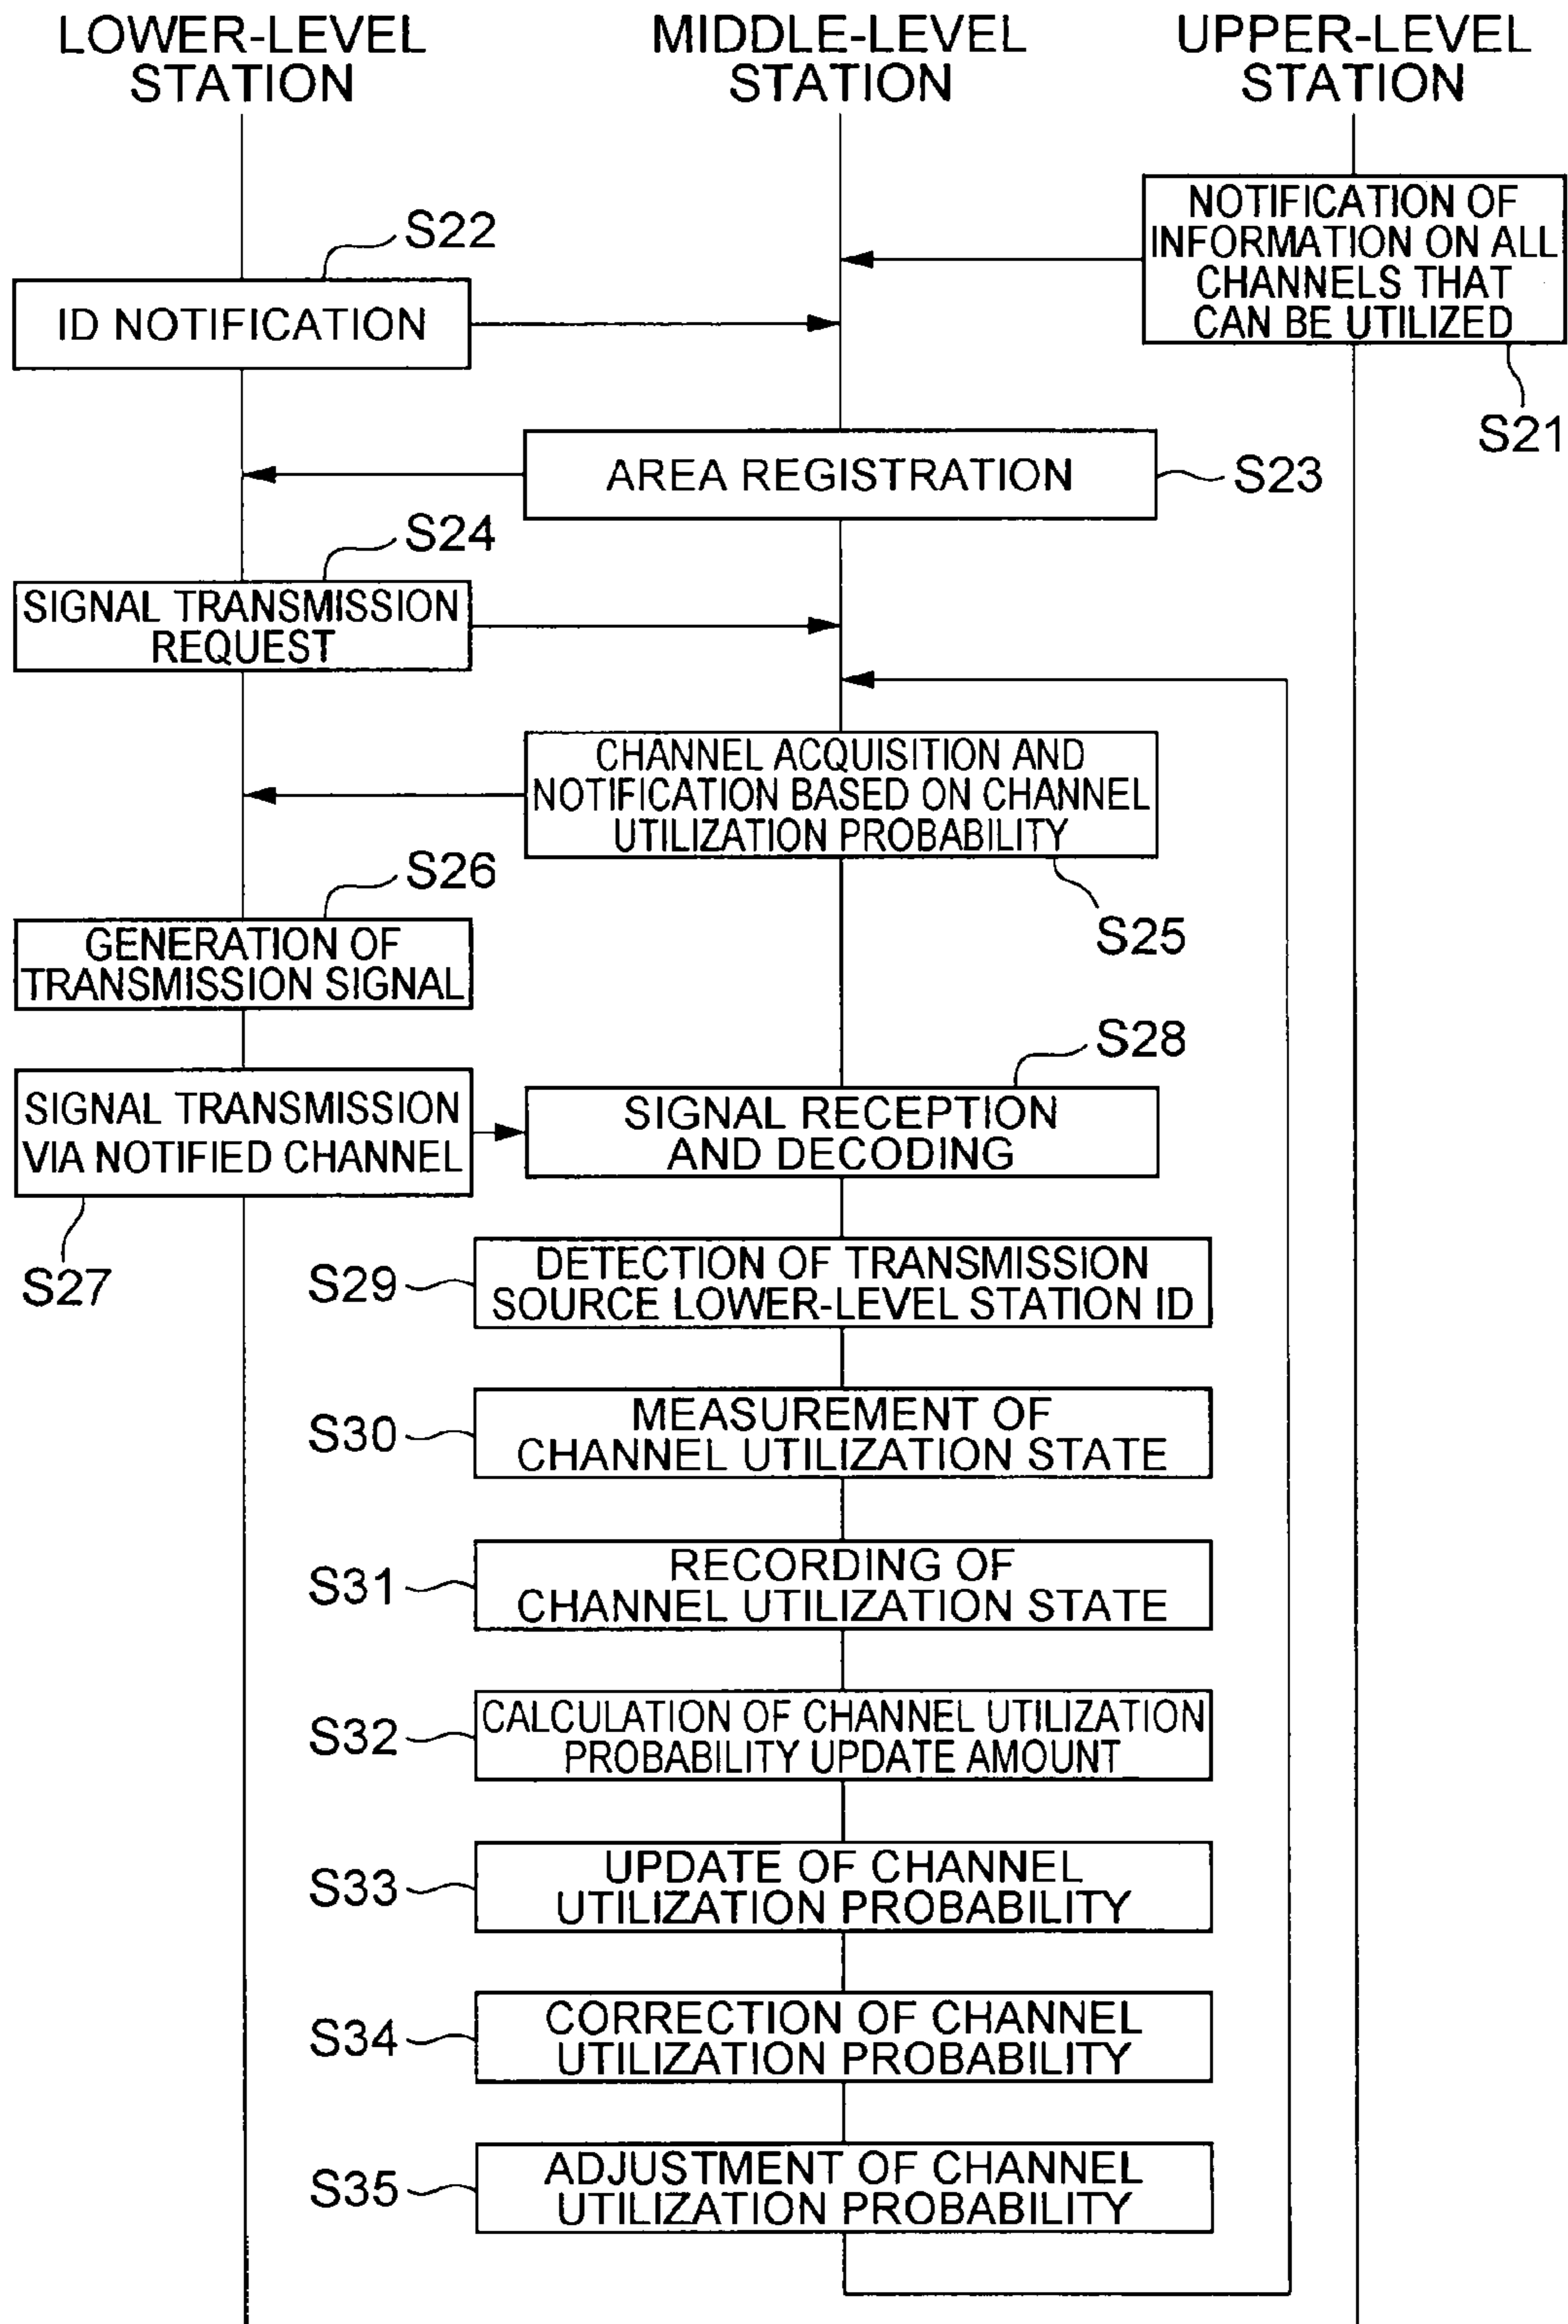 LOWER-LEVEL
STATION
MIDDLE-LEVEL
STATION
UPPER-LEVEL
STATION
NOTIFICATION OF
INFORMATION ON ALL
CHANNELS THAT
CAN BE UTILIZED
S21
S22
ID NOTIFICATION
AREA REGISTRATION
S23
S24
SIGNAL TRANSMISSION
REQUEST
CHANNEL ACQUISITION AND
NOTIFICATION BASED ON CHANNEL
UTILIZATION PROBABILITY
S25
S26
GENERATION OF
TRANSMISSION SIGNAL
SIGNAL TRANSMISSION
VIA NOTIFIED CHANNEL
S27
S28
SIGNAL RECEPTION
AND DECODING
S29
DETECTION OF TRANSMISSION
SOURCE LOWER-LEVEL STATION ID
S30
MEASUREMENT OF
CHANNEL UTILIZATION STATE
S31
RECORDING OF
CHANNEL UTILIZATION STATE
S32
CALCULATION OF CHANNEL UTILIZATION
PROBABILITY UPDATE AMOUNT
S33
UPDATE OF CHANNEL
UTILIZATION PROBABILITY
S34
CORRECTION OF CHANNEL
UTILIZATION PROBABILITY
S35
ADJUSTMENT OF CHANNEL
UTILIZATION PROBABILITY